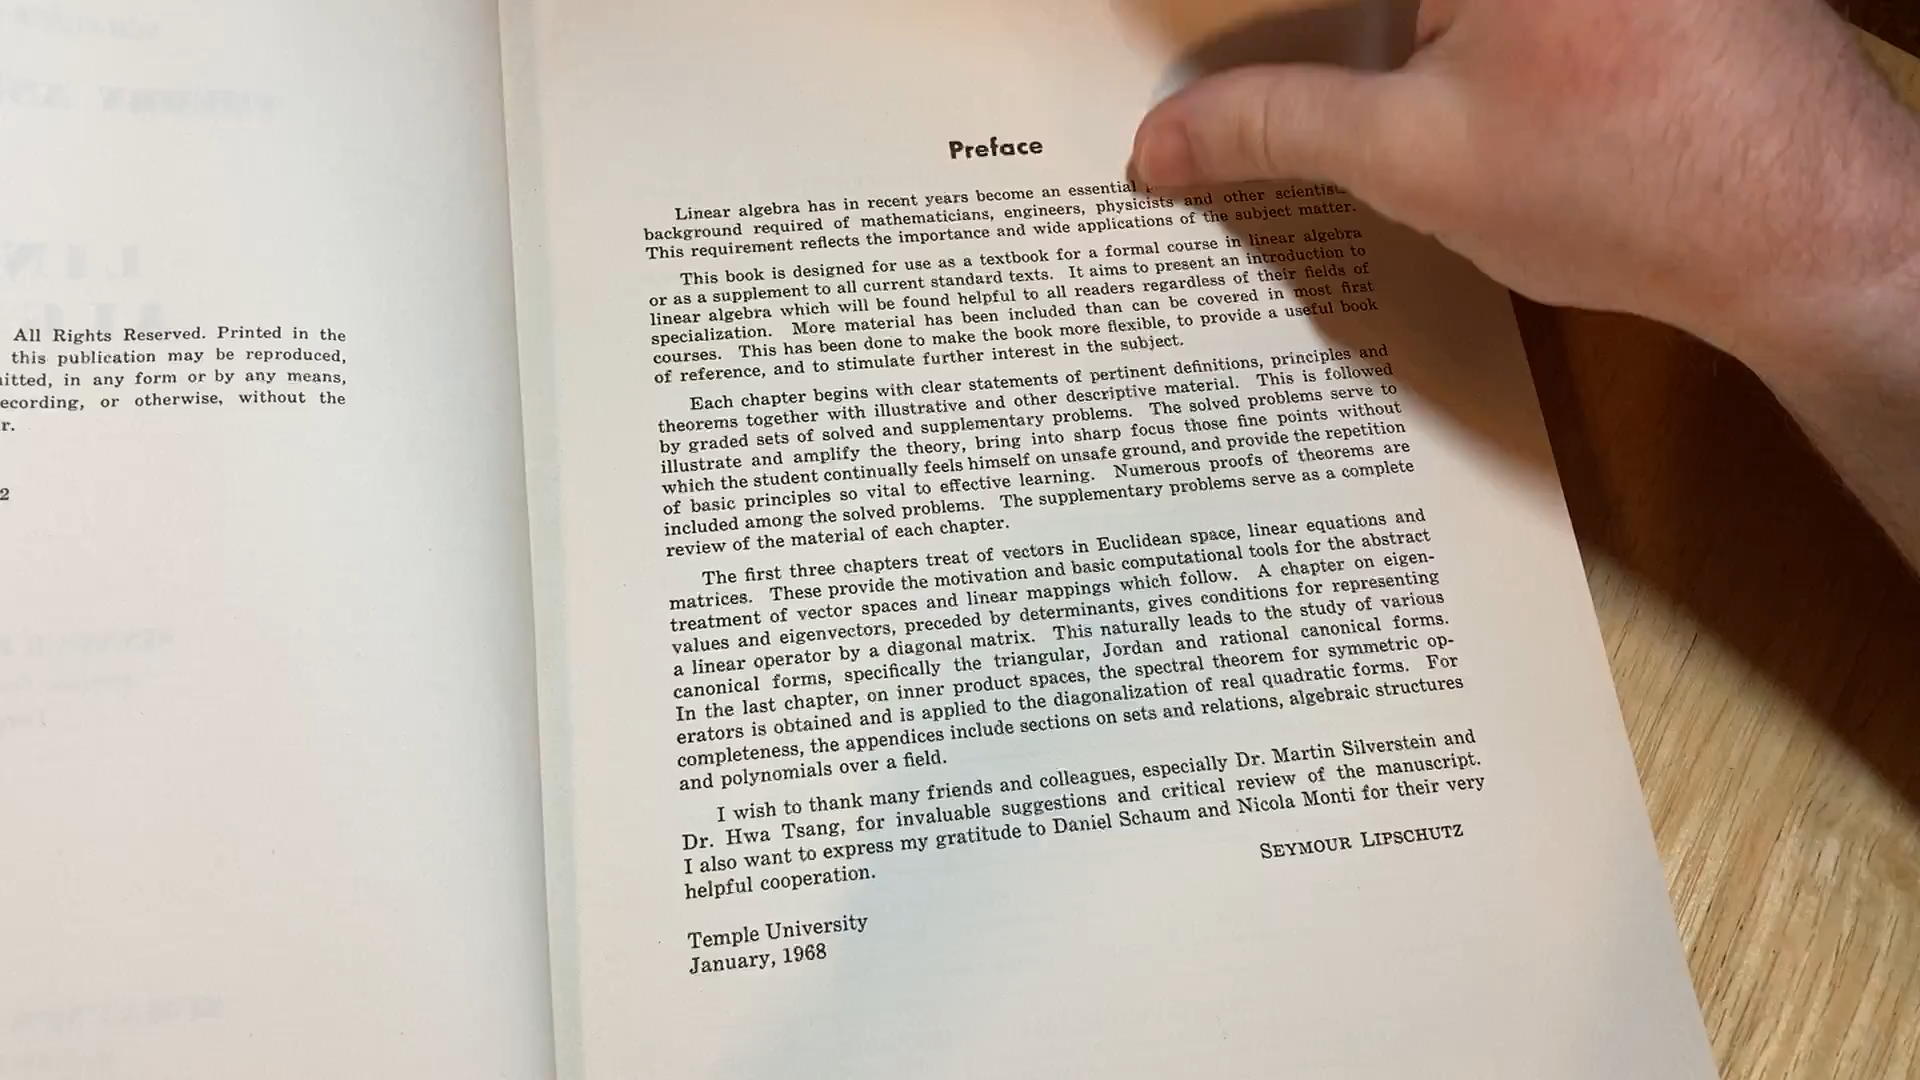 All Rights Reserved. Printed in the
this publication may be reproduced,
itted, in any form or by any means,
ecording, or otherwise, without the
r.
2
Preface
Linear algebra has in recent years become an essential
background required of mathematicians, engineers, physicists and other scientis
This requirement reflects the importance and wide applications of the subject matter.
This book is designed for use as a textbook for a formal course in linear algebra
or as a supplement to all current standard texts. It aims to present an introduction to
linear algebra which will be found helpful to all readers regardless of their fields of
specialization. More material has been included than can be covered in most first
courses. This has been done to make the book more flexible, to provide a useful book
of reference, and to stimulate further interest in the subject.
Each chapter begins with clear statements of pertinent definitions, principles and
theorems together with illustrative and other descriptive material. This is followed
by graded sets of solved and supplementary problems. The solved problems serve to
illustrate and amplify the theory, bring into sharp focus those fine points without
which the student continually feels himself on unsafe ground, and provide the repetition
of basic principles so vital to effective learning. Numerous proofs of theorems are
included among the solved problems. The supplementary problems serve as a complete
review of the material of each chapter.
The first three chapters treat of vectors in Euclidean space, linear equations and
matrices. These provide the motivation and basic computational tools for the abstract
treatment of vector spaces and linear mappings which follow. A chapter on eigen-
values and eigenvectors, preceded by determinants, gives conditions for representing
a linear operator by a diagonal matrix. This naturally leads to the study of various
canonical forms, specifically the triangular, Jordan and rational canonical forms.
In the last chapter, on inner product spaces, the spectral theorem for symmetric op-
erators is obtained and is applied to the diagonalization of real quadratic forms. For
completeness, the appendices include sections on sets and relations, algebraic structures
and polynomials over a field.
I wish to thank many friends and colleagues, especially Dr. Martin Silverstein and
Dr. Hwa Tsang, for invaluable suggestions and critical review of the manuscript.
I also want to express my gratitude to Daniel Schaum and Nicola Monti for their very
helpful cooperation.
SEYMOUR LIPSCHUTZ
Temple University
January, 1968